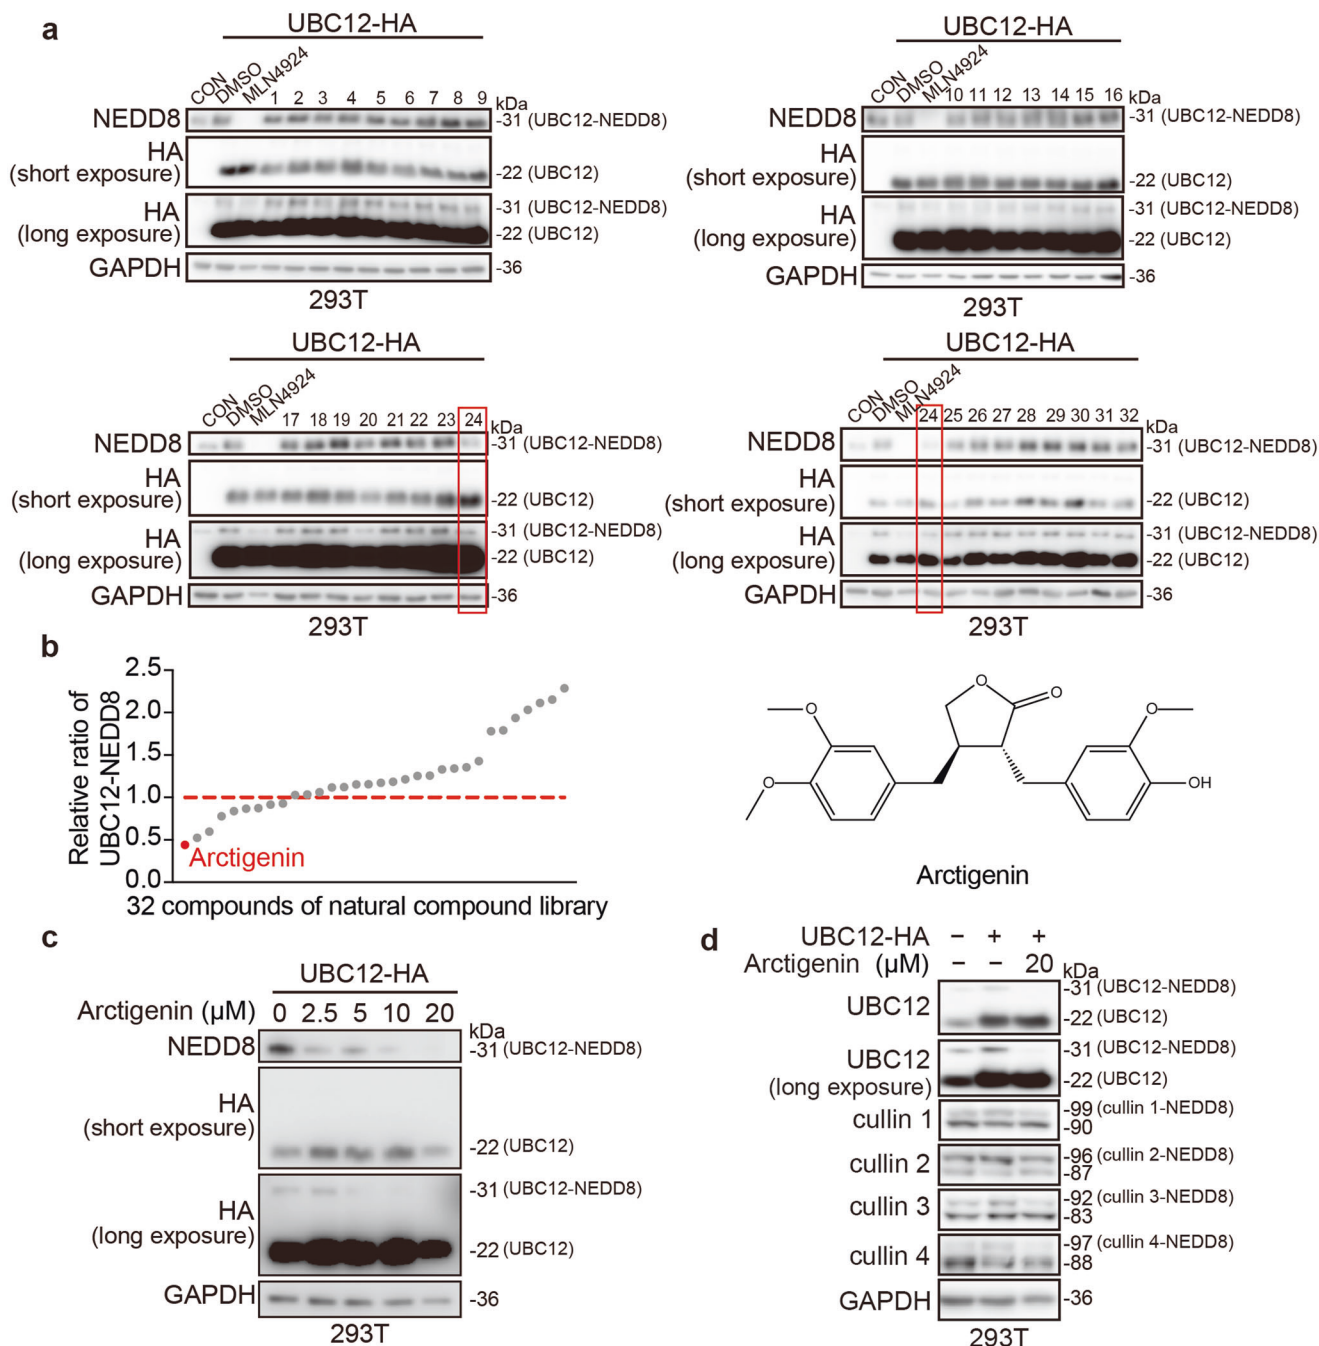 a
UBC12-HA
CON DMSO MLN4924 1 2 3 4 5 6 7 8 9 kDa
NEDD8 -31 (UBC12-NEDD8)
HA
(short exposure) -22 (UBC12)
HA -31 (UBC12-NEDD8)
(long exposure) -22 (UBC12)
GAPDH -36
293T
UBC12-HA
CON DMSO MLN4924 10 11 12 13 14 15 16 kDa
NEDD8 -31 (UBC12-NEDD8)
HA
(short exposure) -22 (UBC12)
HA -31 (UBC12-NEDD8)
(long exposure) -22 (UBC12)
GAPDH -36
293T
UBC12-HA
CON DMSO MLN4924 17 18 19 20 21 22 23 24 kDa
NEDD8 -31 (UBC12-NEDD8)
HA
(short exposure) -22 (UBC12)
HA -31 (UBC12-NEDD8)
(long exposure) -22 (UBC12)
GAPDH -36
293T
UBC12-HA
CON DMSO MLN4924 24 25 26 27 28 29 30 31 32 kDa
NEDD8 -31 (UBC12-NEDD8)
HA
(short exposure) -22 (UBC12)
HA -31 (UBC12-NEDD8)
(long exposure) -22 (UBC12)
GAPDH -36
293T
b
Relative ratio of
UBC12-NEDD8
2.5
2.0
1.5
1.0
0.5
0.0
Arctigenin
32 compounds of natural compound library
O
O
O
O
O
OH
Arctigenin
c
UBC12-HA
Arctigenin (μM) 0 2.5 5 10 20 kDa
NEDD8 -31 (UBC12-NEDD8)
HA
(short exposure) -22 (UBC12)
HA -31 (UBC12-NEDD8)
(long exposure) -22 (UBC12)
GAPDH -36
293T
d
UBC12-HA – + +
Arctigenin (μM) – – 20 kDa
UBC12 -31 (UBC12-NEDD8)
-22 (UBC12)
UBC12 -31 (UBC12-NEDD8)
(long exposure) -22 (UBC12)
cullin 1 -99 (cullin 1-NEDD8)
-90
cullin 2 -96 (cullin 2-NEDD8)
-87
cullin 3 -92 (cullin 3-NEDD8)
-83
cullin 4 -97 (cullin 4-NEDD8)
-88
GAPDH -36
293T